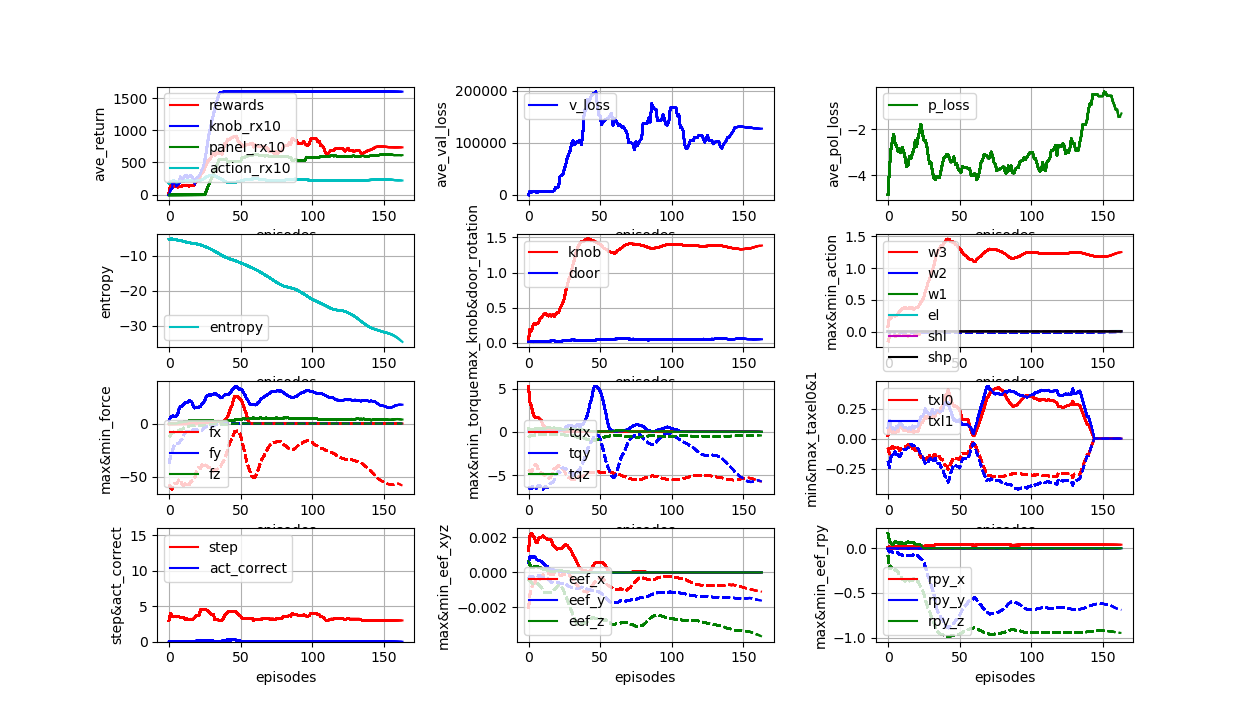 ave_return
1500
1000
500
0
rewards
knob_rx10
panel_rx10
action_rx10
0 50 100 150
episodes
ave_val_loss
200000
100000
0
v_loss
0 50 100 150
episodes
ave_pol_loss
−2
−4
p_loss
0 50 100 150
entropy
−10
−20
−30
entropy
0 50 100 150
episodes
max_knob&door_rotation
1.5
1.0
0.5
0.0
knob
door
0 50 100 150
episodes
max&min_action
1.5
1.0
0.5
0.0
w3
w2
w1
el
shl
shp
0 50 100 150
max&min_force
0
−50
fx
fy
fz
0 50 100 150
episodes
max&min_torque
5
0
−5
tqx
tqy
tqz
0 50 100 150
episodes
min&max_taxel0&1
0.25
0.00
−0.25
txl0
txl1
0 50 100 150
episodes
step&act_correct
15
10
5
0
step
act_correct
0 50 100 150
episodes
max&min_eef_xyz
0.002
0.000
−0.002
eef_x
eef_y
eef_z
0 50 100 150
episodes
max&min_eef_rpy
0.0
−0.5
−1.0
rpy_x
rpy_y
rpy_z
0 50 100 150
episodes